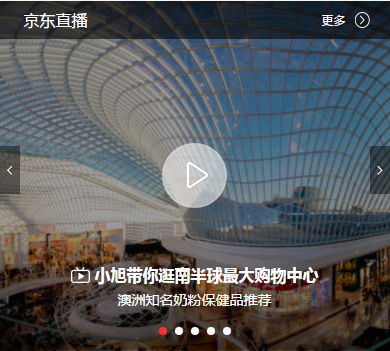 京东直播
更多
小旭带你逛南半球最大购物中心
澳洲知名奶粉保健品推荐